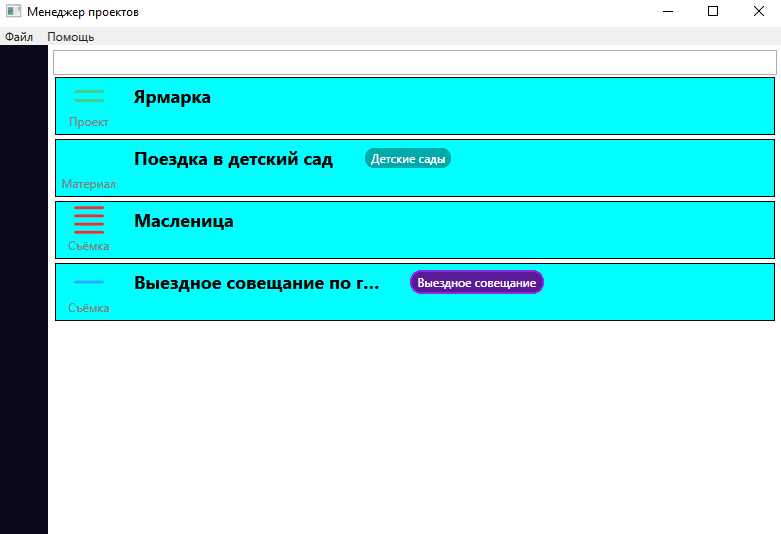 Менеджер проектов
Файл Помощь
Ярмарка
Проект
Поездка в детский сад Детские сады
Материал
Масленица
Съёмка
Выездное совещание по г... Выездное совещание
Съёмка